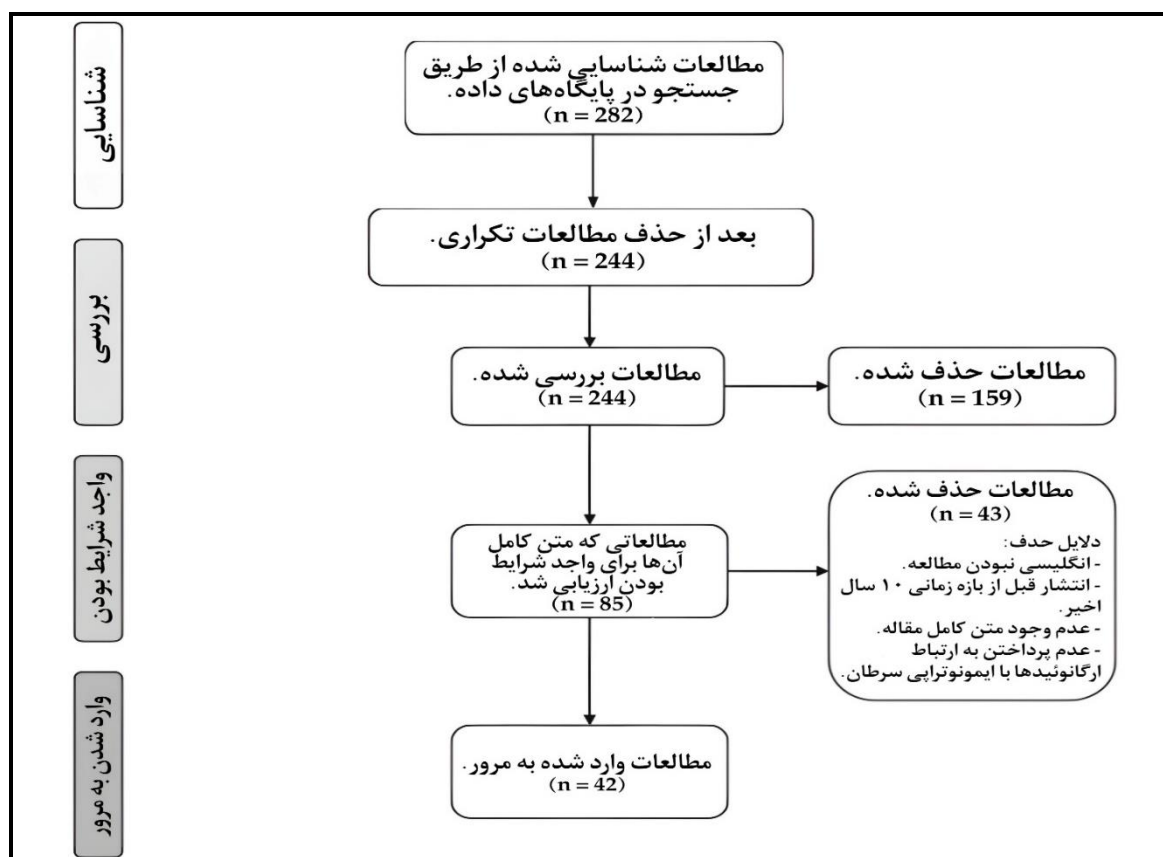 شناسایی
مطالعات شناسایی شده از طریق
جستجو در پایگاه‌های داده.
(n = 282)
بعد از حذف مطالعات تکراری.
(n = 244)
بررسی
مطالعات بررسی شده.
(n = 244)
مطالعات حذف شده.
(n = 159)
واجد شرایط بودن
مطالعاتی که متن کامل
آن‌ها برای واجد شرایط
بودن ارزیابی شد.
(n = 85)
مطالعات حذف شده.
(n = 43)
دلایل حدف:
- انگلیسی نبودن مطالعه.
- انتشار قبل از بازه زمانی ۱۰ سال
اخیر.
- عدم وجود متن کامل مقاله.
- عدم پرداختن به ارتباط
ارگانوئیدها با ایمونوتراپی سرطان.
وارد شدن به مرور
مطالعات وارد شده به مرور.
(n = 42)